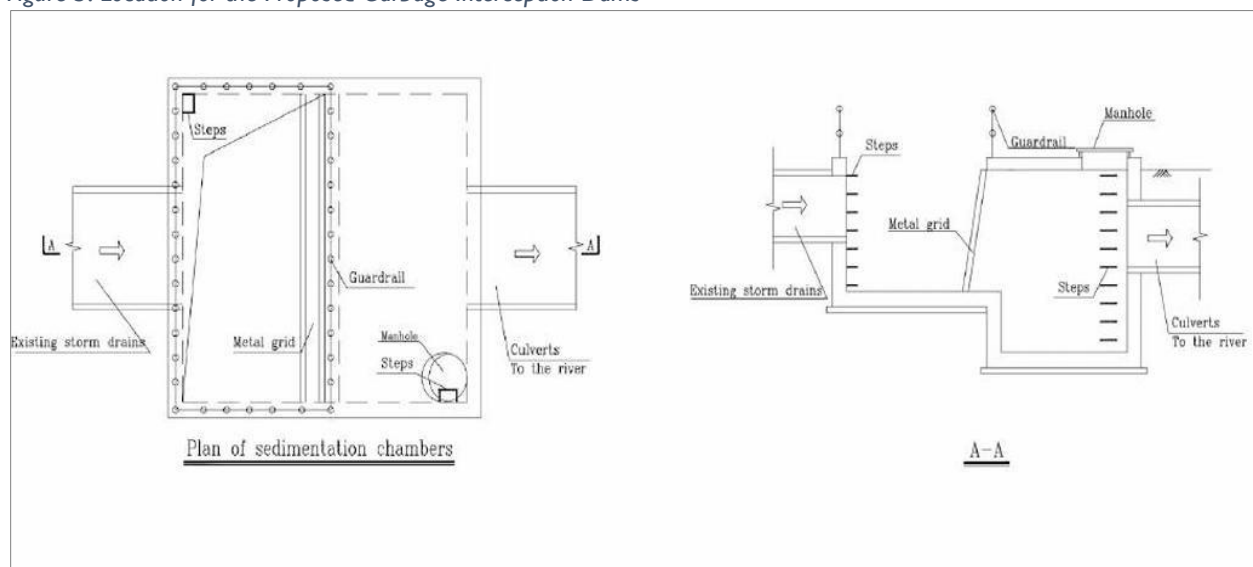 Figure 3: Location for the Proposed Garbage Interception Dams
Steps
Guardrail
Metal grid
Existing storm drains
Manhole
Steps
Culverts
To the river
A
A
Plan of sedimentation chambers
Steps
Guardrail
Manhole
Metal grid
Existing storm drains
Steps
Culverts
To the river
A-A